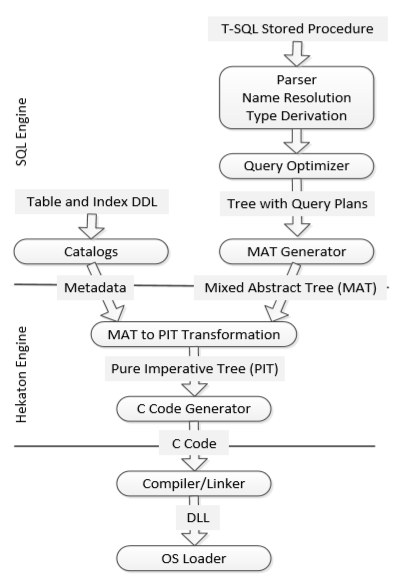 T-SQL Stored Procedure
Parser
Name Resolution
Type Derivation
SQL Engine
Query Optimizer
Table and Index DDL
Tree with Query Plans
Catalogs
MAT Generator
Metadata
Mixed Abstract Tree (MAT)
Hekaton Engine
MAT to PIT Transformation
Pure Imperative Tree (PIT)
C Code Generator
C Code
Compiler/Linker
DLL
OS Loader